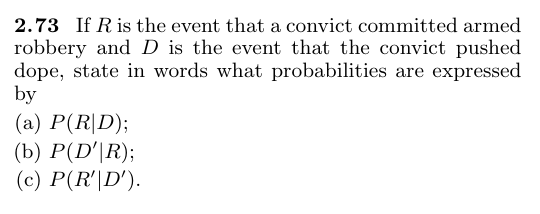 2.73 If R is the event that a convict committed armed
robbery and D is the event that the convict pushed
dope, state in words what probabilities are expressed
by
(a) P(R|D);
(b) P(D′|R);
(c) P(R′|D′).